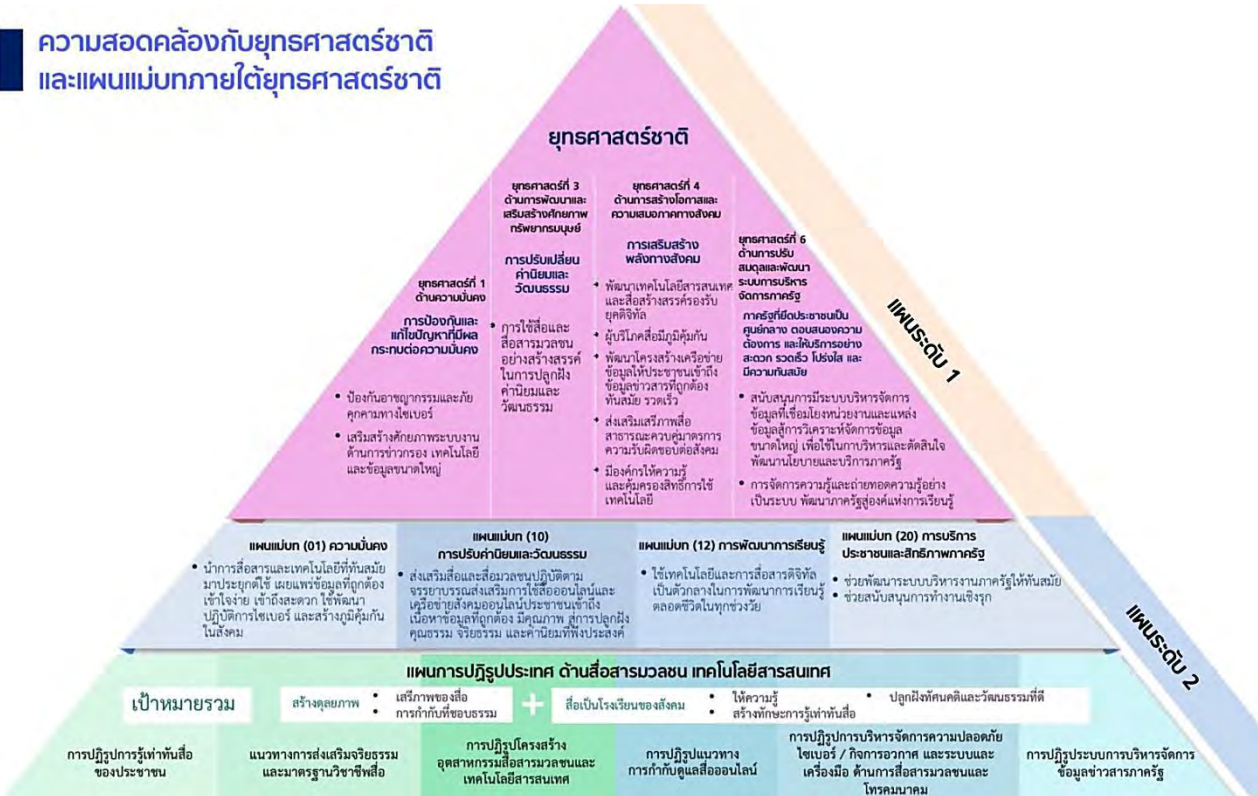 ความสอดคล้องกับยุทธศาสตร์ชาติ
และแผนแม่บทภายใต้ยุทธศาสตร์ชาติ
ยุทธศาสตร์ชาติ
ยุทธศาสตร์ที่ 1
ด้านความมั่นคง
การป้องกันและ
แก้ไขปัญหาที่มีผล
กระทบต่อความมั่นคง
• ป้องกันอาชญากรรมและภัย
คุกคามทางไซเบอร์
• เสริมสร้างศักยภาพระบบงาน
ด้านการข่าวกรอง เทคโนโลยี
และข้อมูลขนาดใหญ่
ยุทธศาสตร์ที่ 3
ด้านการพัฒนาและ
เสริมสร้างศักยภาพ
ทรัพยากรมนุษย์
การปรับเปลี่ยน
ค่านิยมและ
วัฒนธรรม
• การใช้สื่อและ
สื่อสารมวลชน
อย่างสร้างสรรค์
ในการปลูกฝัง
ค่านิยมและ
วัฒนธรรม
ยุทธศาสตร์ที่ 4
ด้านการสร้างโอกาสและ
ความเสมอภาคทางสังคม
การเสริมสร้าง
พลังทางสังคม
• พัฒนาเทคโนโลยีสารสนเทศ
และสื่อสร้างสรรค์รองรับ
ยุคดิจิทัล
• ผู้บริโภคสื่อมีภูมิคุ้มกัน
• พัฒนาโครงสร้างเครือข่าย
ข้อมูลให้ประชาชนเข้าถึง
ข้อมูลข่าวสารที่ถูกต้อง
ทันสมัย รวดเร็ว
• ส่งเสริมเสรีภาพสื่อ
สาธารณะควบคู่มาตรการ
ความรับผิดชอบต่อสังคม
• มีองค์กรให้ความรู้
และคุ้มครองสิทธิการใช้
เทคโนโลยี
ยุทธศาสตร์ที่ 6
ด้านการปรับ
สมดุลและพัฒนา
ระบบการบริหาร
จัดการภาครัฐ
ภาครัฐที่ยึดประชาชนเป็น
ศูนย์กลาง ตอบสนองความ
ต้องการ และให้บริการอย่าง
สะดวก รวดเร็ว โปร่งใส และ
มีความทันสมัย
• สนับสนุนการมีระบบบริหารจัดการ
ข้อมูลที่เชื่อมโยงหน่วยงานและแหล่ง
ข้อมูลสู่การวิเคราะห์จัดการข้อมูล
ขนาดใหญ่ เพื่อใช้ในกาบริหารและตัดสินใจ
พัฒนานโยบายและบริการภาครัฐ
• การจัดการความรู้และถ่ายทอดความรู้อย่าง
เป็นระบบ พัฒนาภาครัฐสู่องค์แห่งการเรียนรู้
แผนระดับ 1
แผนแม่บท (01) ความมั่นคง
• นำการสื่อสารและเทคโนโลยีที่ทันสมัย
มาประยุกต์ใช้ เผยแพร่ข้อมูลที่ถูกต้อง
เข้าใจง่าย เข้าถึงสะดวก ใช้พัฒนา
ปฏิบัติการไซเบอร์ และสร้างภูมิคุ้มกัน
ในสังคม
แผนแม่บท (10)
การปรับค่านิยมและวัฒนธรรม
• ส่งเสริมสื่อและสื่อมวลชนปฏิบัติตาม
จรรยาบรรณส่งเสริมการใช้สื่อออนไลน์และ
เครือข่ายสังคมออนไลน์ประชาชนเข้าถึง
เนื้อหาข้อมูลที่ถูกต้อง มีคุณภาพ สู่การปลูกฝัง
คุณธรรม จริยธรรม และค่านิยมที่พึงประสงค์
แผนแม่บท (12) การพัฒนาการเรียนรู้
• ใช้เทคโนโลยีและการสื่อสารดิจิทัล
เป็นตัวกลางในการพัฒนาการเรียนรู้
ตลอดชีวิตในทุกช่วงวัย
แผนแม่บท (20) การบริการ
ประชาชนและสิทธิภาพภาครัฐ
• ช่วยพัฒนาระบบบริหารงานภาครัฐให้ทันสมัย
• ช่วยสนับสนุนการทำงานเชิงรุก
แผนระดับ 2
แผนการปฏิรูปประเทศ ด้านสื่อสารมวลชน เทคโนโลยีสารสนเทศ
เป้าหมายรวม
สร้างดุลยภาพ
• เสรีภาพของสื่อ
• การกำกับที่ชอบธรรม
+
สื่อเป็นโรงเรียนของสังคม
• ให้ความรู้
• สร้างทักษะการรู้เท่าทันสื่อ
• ปลูกฝังทัศนคติและวัฒนธรรมที่ดี
การปฏิรูปการรู้เท่าทันสื่อ
ของประชาชน
แนวทางการส่งเสริมจริยธรรม
และมาตรฐานวิชาชีพสื่อ
การปฏิรูปโครงสร้าง
อุตสาหกรรมสื่อสารมวลชนและ
เทคโนโลยีสารสนเทศ
การปฏิรูปแนวทาง
การกำกับดูแลสื่อออนไลน์
การปฏิรูปการบริหารจัดการความปลอดภัย
ไซเบอร์ / กิจการอวกาศ และระบบและ
เครื่องมือ ด้านการสื่อสารมวลชนและ
โทรคมนาคม
การปฏิรูประบบการบริหารจัดการ
ข้อมูลข่าวสารภาครัฐ